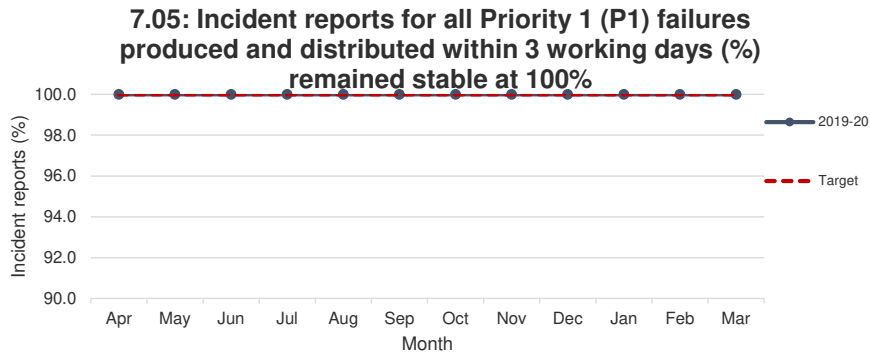 7.05: Incident reports for all Priority 1 (P1) failures
produced and distributed within 3 working days (%)
remained stable at 100%
100.0
98.0
96.0
94.0
92.0
90.0
Incident reports (%)
Apr May Jun Jul Aug Sep Oct Nov Dec Jan Feb Mar
Month
2019-20
Target